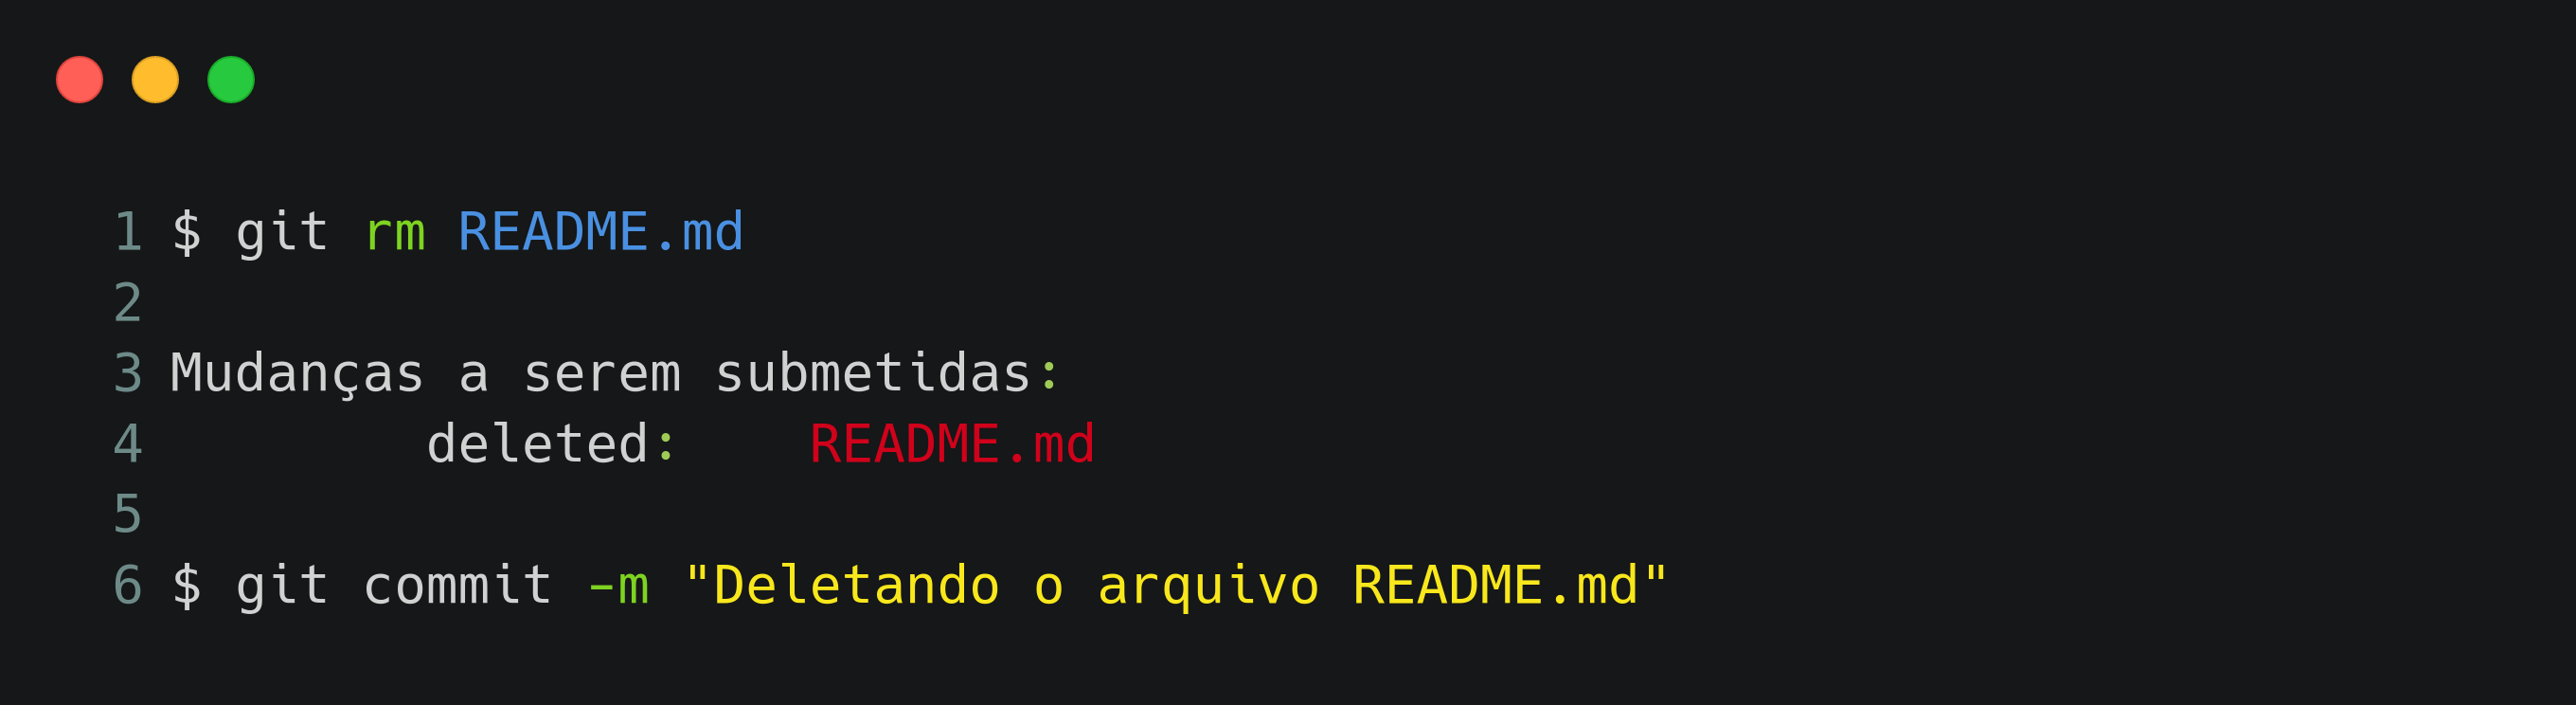 1 $ git rm README.md
2
3 Mudanças a serem submetidas:
4         deleted:    README.md
5
6 $ git commit -m "Deletando o arquivo README.md"